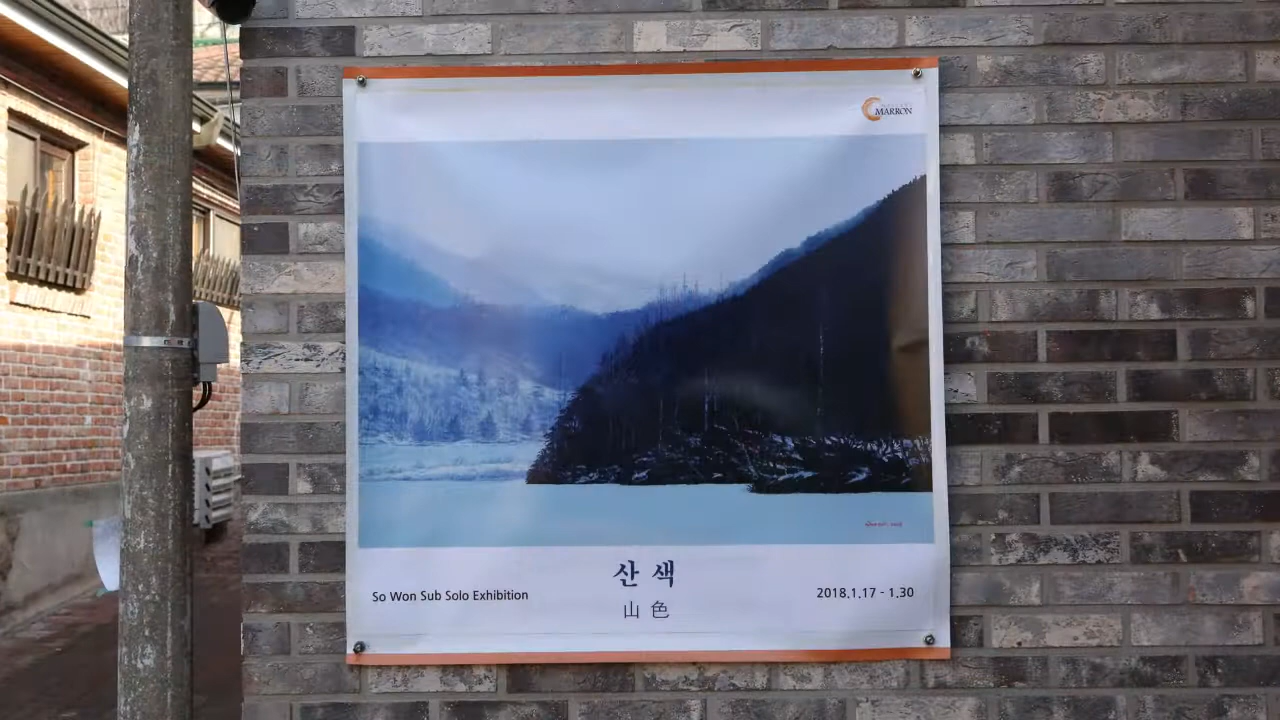 MARRON
산색
So Won Sub Solo Exhibition
山色
2018.1.17 - 1.30